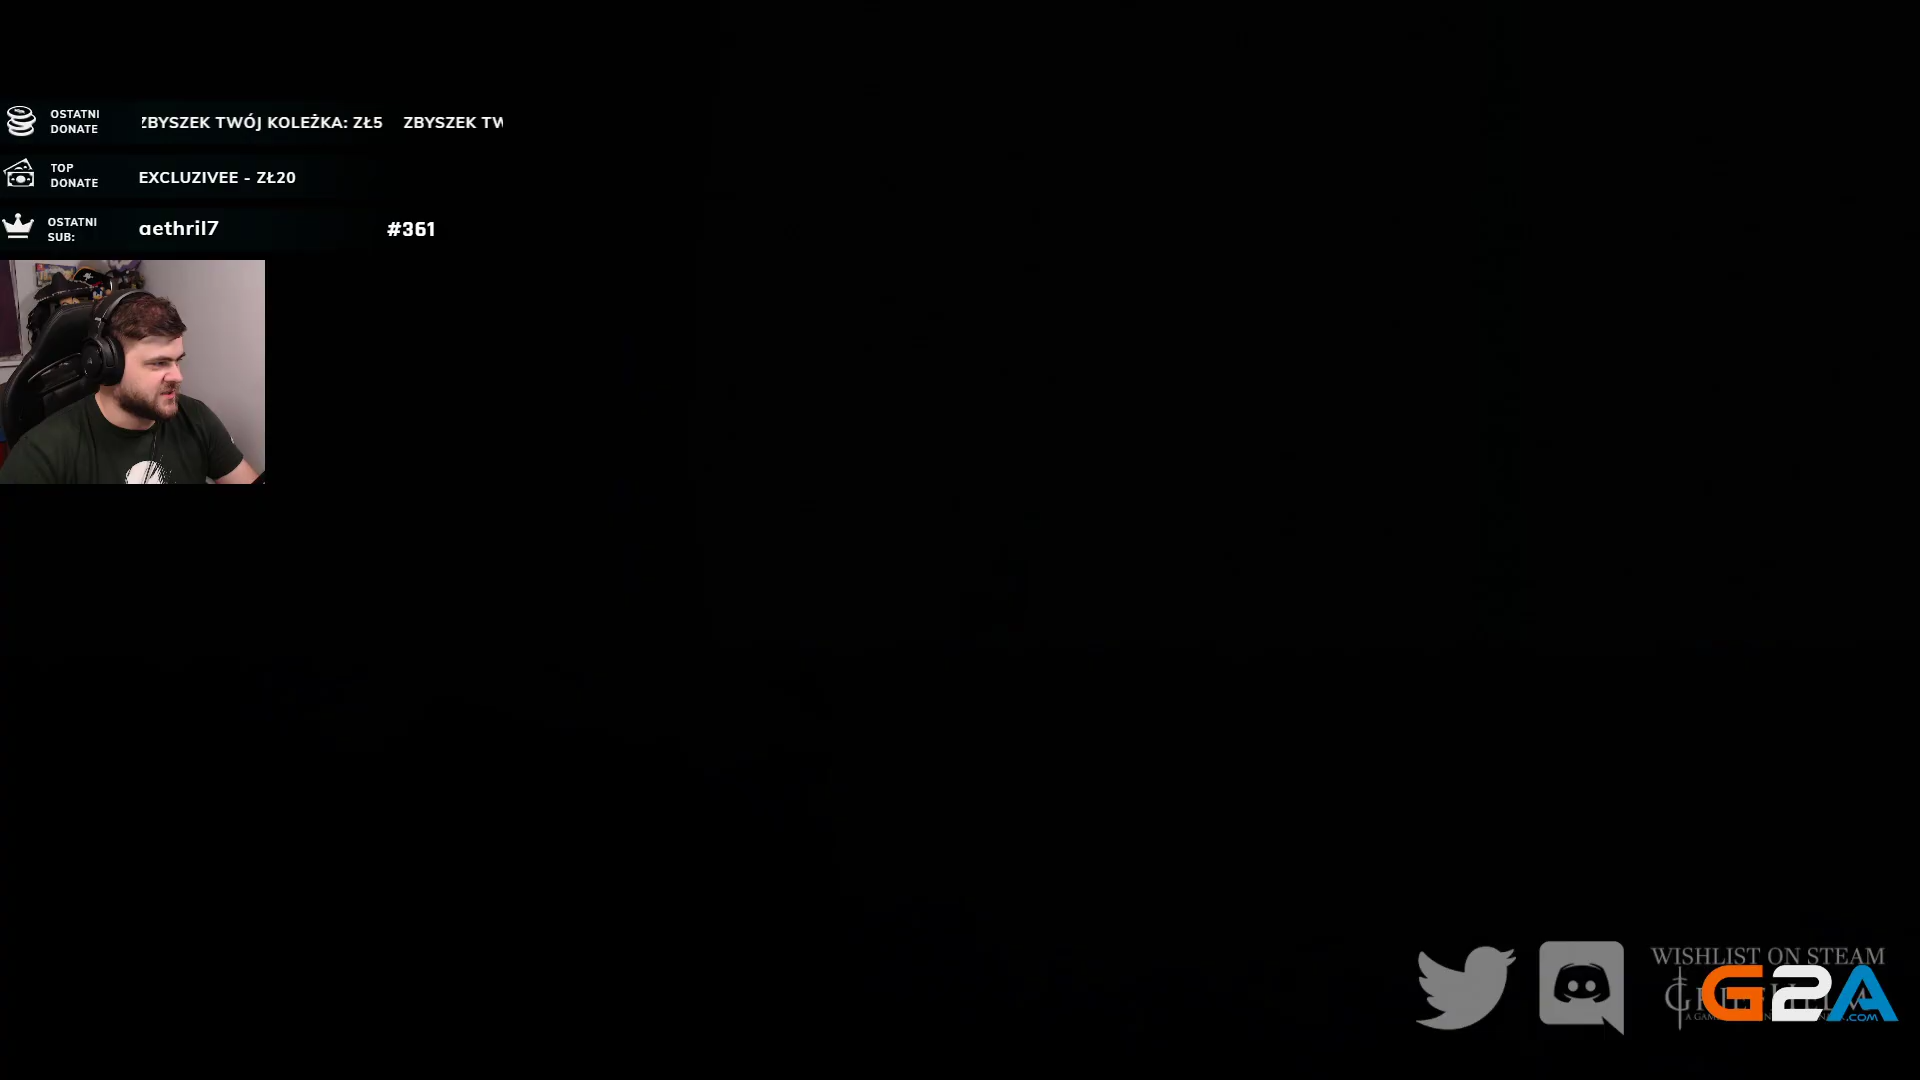 OSTATNI
DONATE
ZBYSZEK TWÓJ KOLEŻKA: ZŁ5 ZBYSZEK TW
TOP
DONATE
EXCLUZIVEE - ZŁ20
OSTATNI
SUB:
aethril7
#361
WISHLIST ON STEAM
G2A
.COM